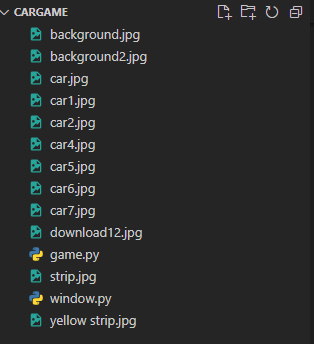 CARGAME
background.jpg
background2.jpg
car.jpg
car1.jpg
car2.jpg
car4.jpg
car5.jpg
car6.jpg
car7.jpg
download12.jpg
game.py
strip.jpg
window.py
yellow strip.jpg